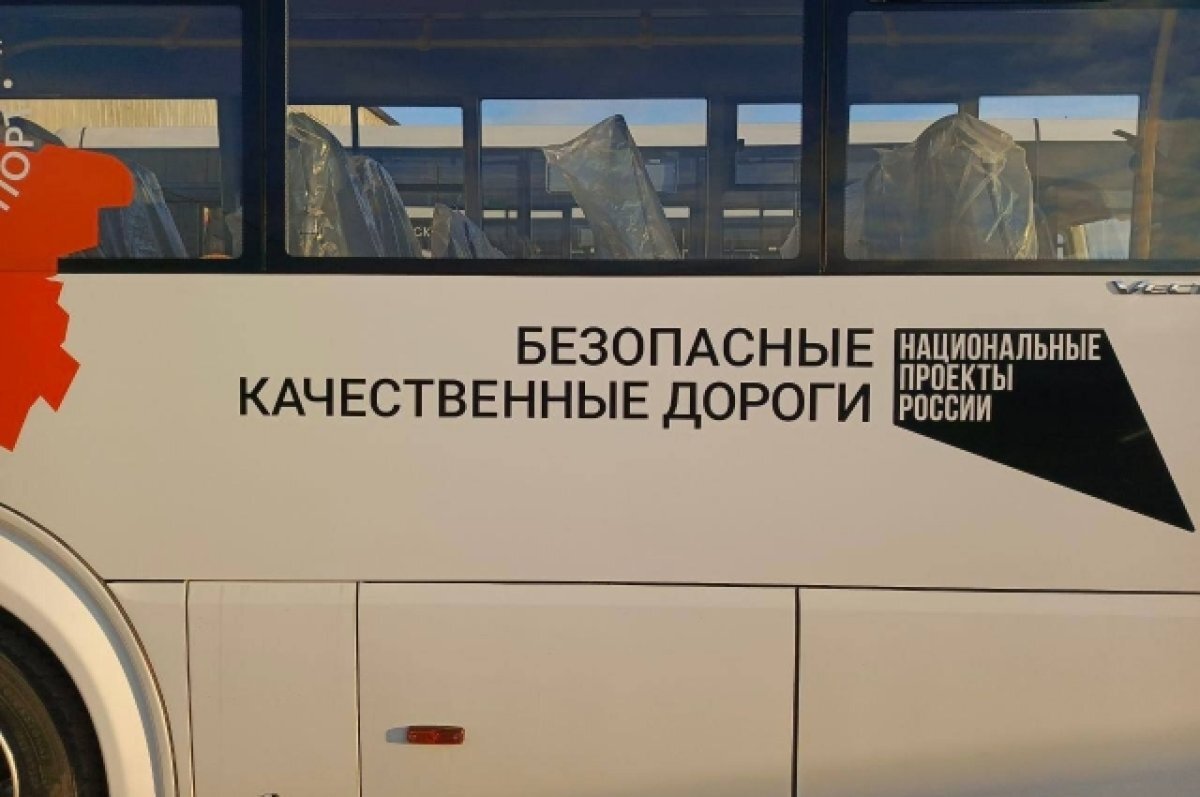 БЕЗОПАСНЫЕ
КАЧЕСТВЕННЫЕ ДОРОГИ
НАЦИОНАЛЬНЫЕ
ПРОЕКТЫ
РОССИИ